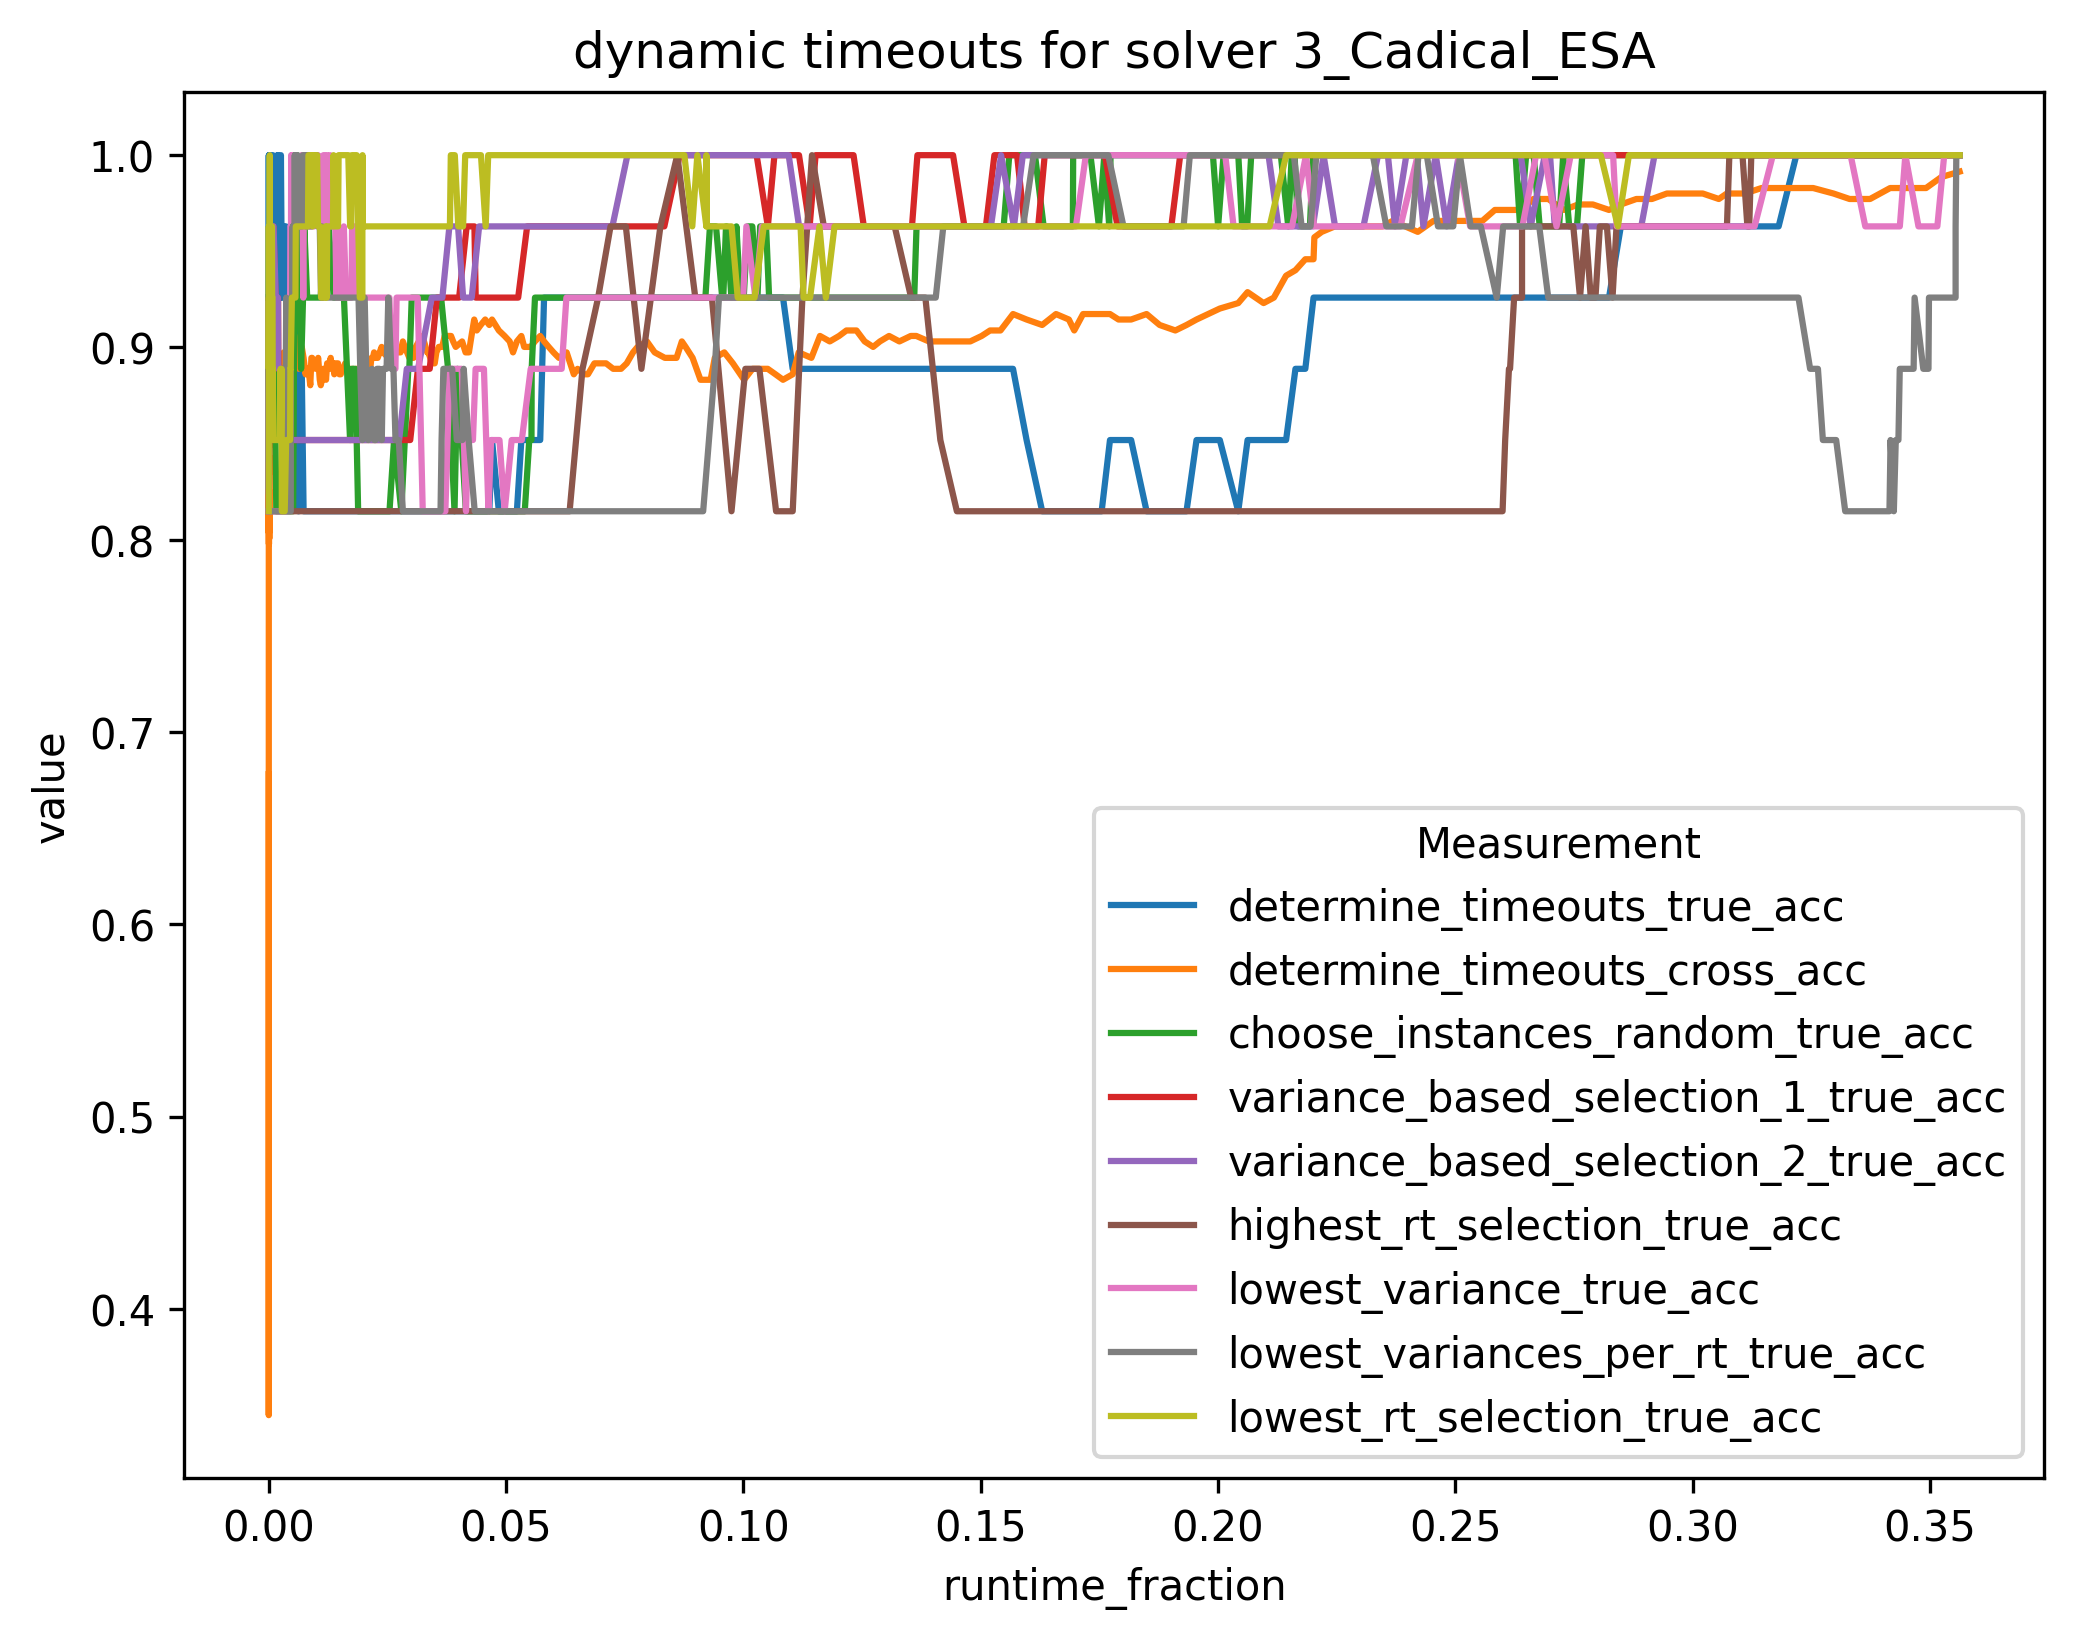 dynamic timeouts for solver 3_Cadical_ESA
1.0
0.9
0.8
0.7
0.6
0.5
0.4
value
Measurement
determine_timeouts_true_acc
determine_timeouts_cross_acc
choose_instances_random_true_acc
variance_based_selection_1_true_acc
variance_based_selection_2_true_acc
highest_rt_selection_true_acc
lowest_variance_true_acc
lowest_variances_per_rt_true_acc
lowest_rt_selection_true_acc
0.00 0.05 0.10 0.15 0.20 0.25 0.30 0.35
runtime_fraction